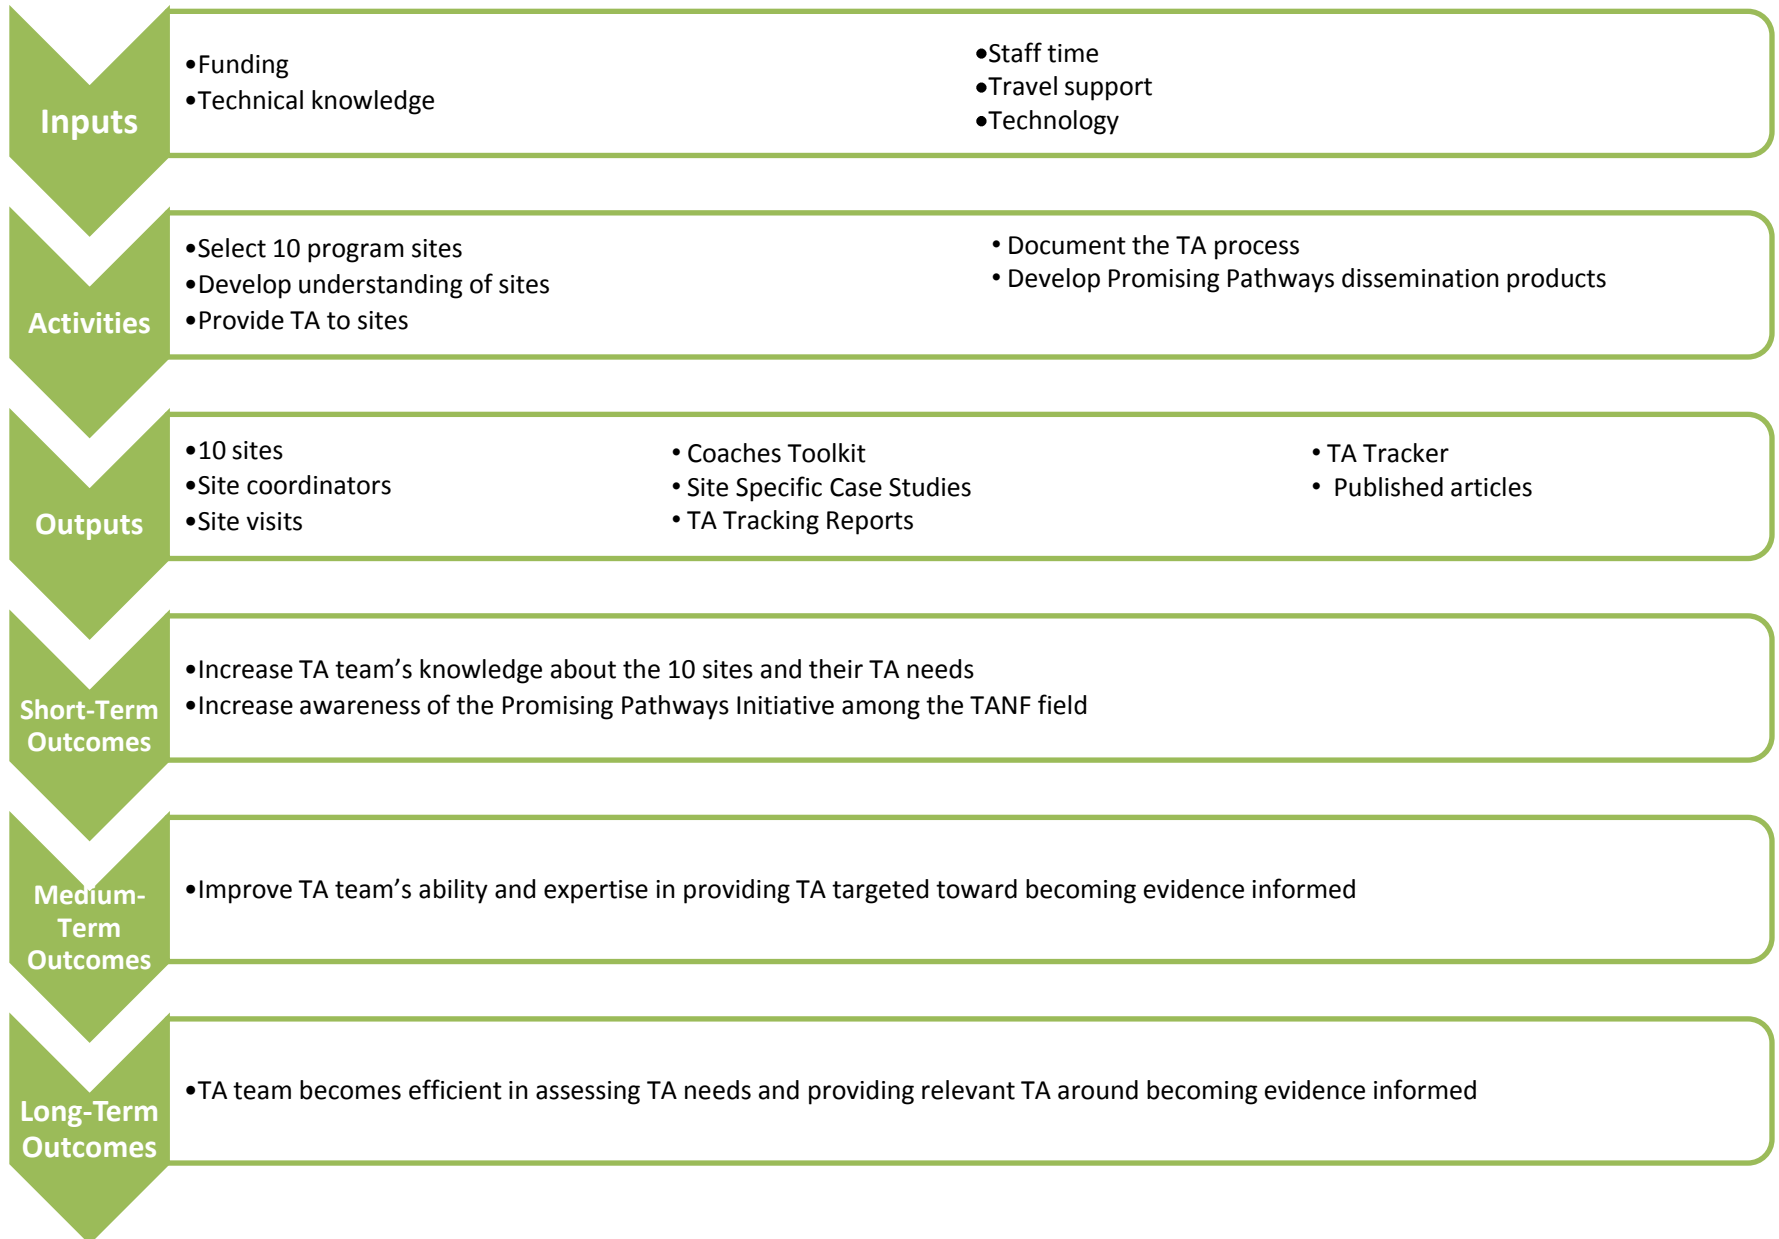 Inputs
•Funding
•Technical knowledge
•Staff time
•Travel support
•Technology
Activities
•Select 10 program sites
•Develop understanding of sites
•Provide TA to sites
• Document the TA process
• Develop Promising Pathways dissemination products
Outputs
•10 sites
•Site coordinators
•Site visits
• Coaches Toolkit
• Site Specific Case Studies
• TA Tracking Reports
• TA Tracker
• Published articles
Short-Term
Outcomes
•Increase TA team’s knowledge about the 10 sites and their TA needs
•Increase awareness of the Promising Pathways Initiative among the TANF field
Medium-
Term
Outcomes
•Improve TA team’s ability and expertise in providing TA targeted toward becoming evidence informed
Long-Term
Outcomes
•TA team becomes efficient in assessing TA needs and providing relevant TA around becoming evidence informed